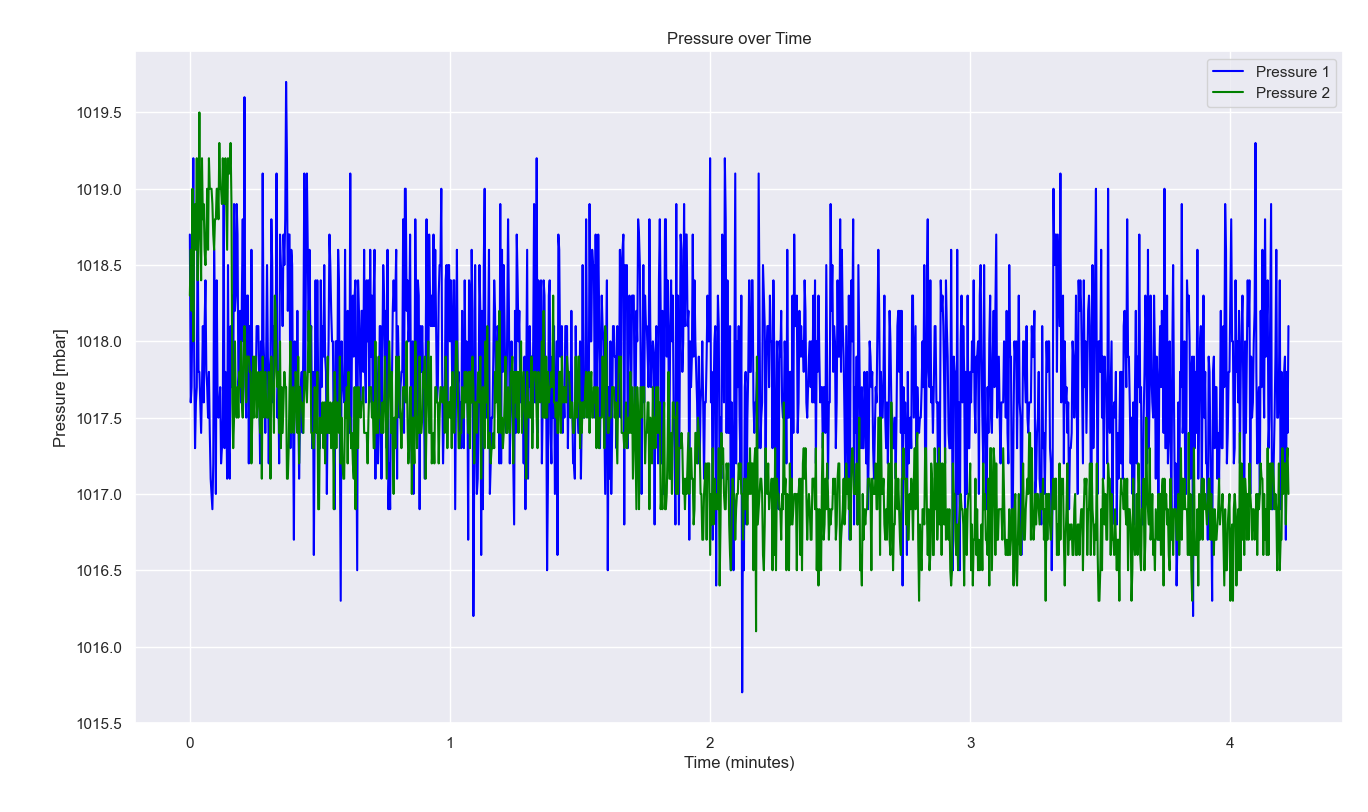 Pressure over Time
Pressure 1
Pressure 2
1019.5
1019.0
1018.5
1018.0
1017.5
1017.0
1016.5
1016.0
1015.5
Pressure [mbar]
0 1 2 3 4
Time (minutes)